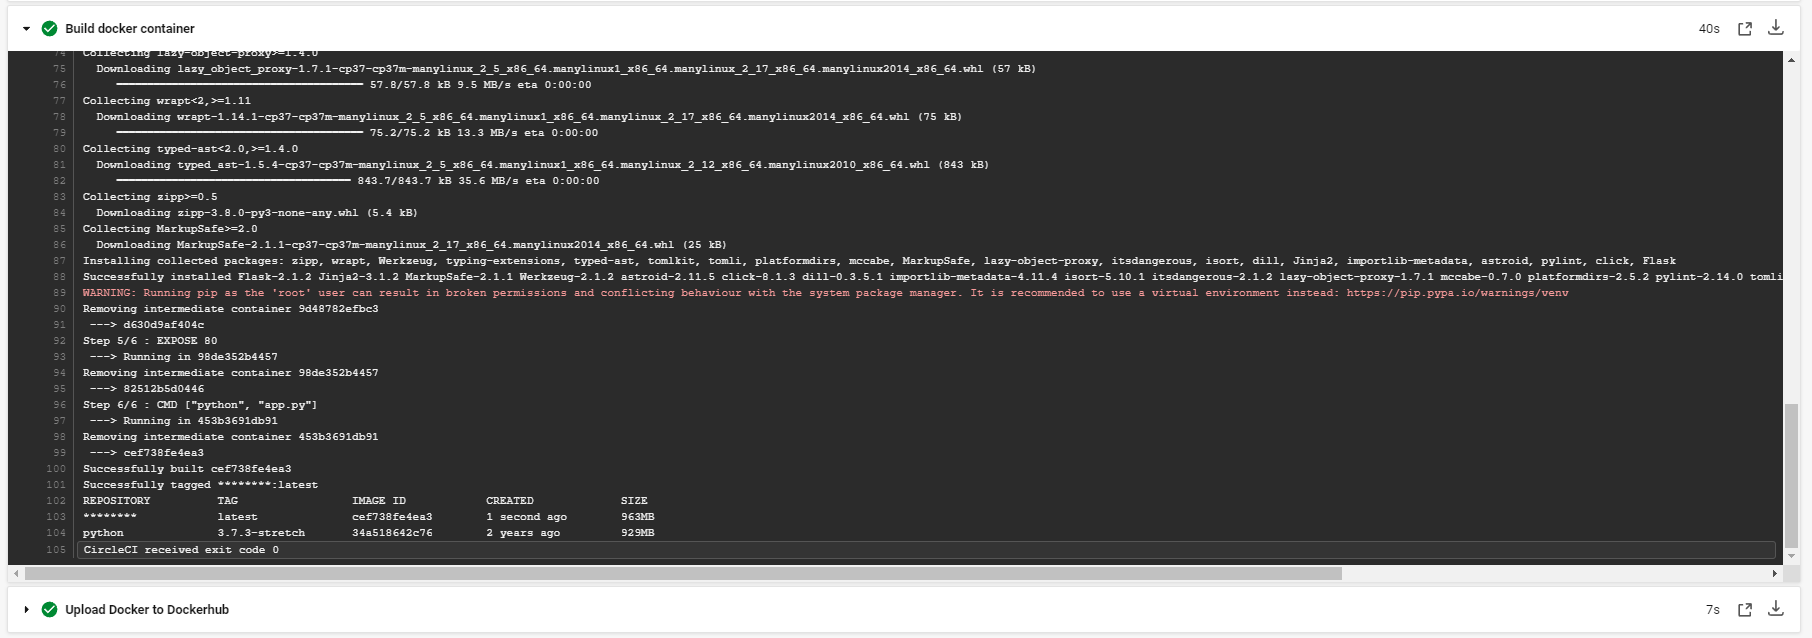 Build docker container
40s
74 Collecting lazy-object-proxy>=1.4.0
75 Downloading lazy_object_proxy-1.7.1-cp37-cp37m-manylinux_2_5_x86_64.manylinux1_x86_64.manylinux_2_17_x86_64.manylinux2014_x86_64.whl (57 kB)
76 57.8/57.8 kB 9.5 MB/s eta 0:00:00
77 Collecting wrapt<2,>=1.11
78 Downloading wrapt-1.14.1-cp37-cp37m-manylinux_2_5_x86_64.manylinux1_x86_64.manylinux_2_17_x86_64.manylinux2014_x86_64.whl (75 kB)
79 75.2/75.2 kB 13.3 MB/s eta 0:00:00
80 Collecting typed-ast<2.0,>=1.4.0
81 Downloading typed_ast-1.5.4-cp37-cp37m-manylinux_2_5_x86_64.manylinux1_x86_64.manylinux_2_12_x86_64.manylinux2010_x86_64.whl (843 kB)
82 843.7/843.7 kB 35.6 MB/s eta 0:00:00
83 Collecting zipp>=0.5
84 Downloading zipp-3.8.0-py3-none-any.whl (5.4 kB)
85 Collecting MarkupSafe>=2.0
86 Downloading MarkupSafe-2.1.1-cp37-cp37m-manylinux_2_17_x86_64.manylinux2014_x86_64.whl (25 kB)
87 Installing collected packages: zipp, wrapt, Werkzeug, typing-extensions, typed-ast, tomlkit, tomli, platformdirs, mccabe, MarkupSafe, lazy-object-proxy, itsdangerous, isort, dill, Jinja2, importlib-metadata, astroid, pylint, click, Flask
88 Successfully installed Flask-2.1.2 Jinja2-3.1.2 MarkupSafe-2.1.1 Werkzeug-2.1.2 astroid-2.11.5 click-8.1.3 dill-0.3.5.1 importlib-metadata-4.11.4 isort-5.10.1 itsdangerous-2.1.2 lazy-object-proxy-1.7.1 mccabe-0.7.0 platformdirs-2.5.2 pylint-2.14.0 tomli
89 WARNING: Running pip as the 'root' user can result in broken permissions and conflicting behaviour with the system package manager. It is recommended to use a virtual environment instead: https://pip.pypa.io/warnings/venv
90 Removing intermediate container 9d48782efbc3
91 ---> d630d9af404c
92 Step 5/6 : EXPOSE 80
93 ---> Running in 98de352b4457
94 Removing intermediate container 98de352b4457
95 ---> 82512b5d0446
96 Step 6/6 : CMD ["python", "app.py"]
97 ---> Running in 453b3691db91
98 Removing intermediate container 453b3691db91
99 ---> cef738fe4ea3
100 Successfully built cef738fe4ea3
101 Successfully tagged ********:latest
102 REPOSITORY TAG IMAGE ID CREATED SIZE
103 ******** latest cef738fe4ea3 1 second ago 963MB
104 python 3.7.3-stretch 34a518642c76 2 years ago 929MB
105 CircleCI received exit code 0
Upload Docker to Dockerhub
7s